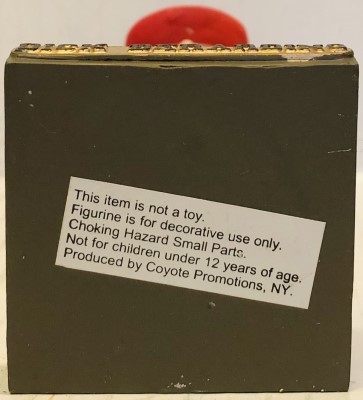 This item is not a toy.
Figurine is for decorative use only.
Choking Hazard Small Parts.
Not for children under 12 years of age.
Produced by Coyote Promotions, NY.